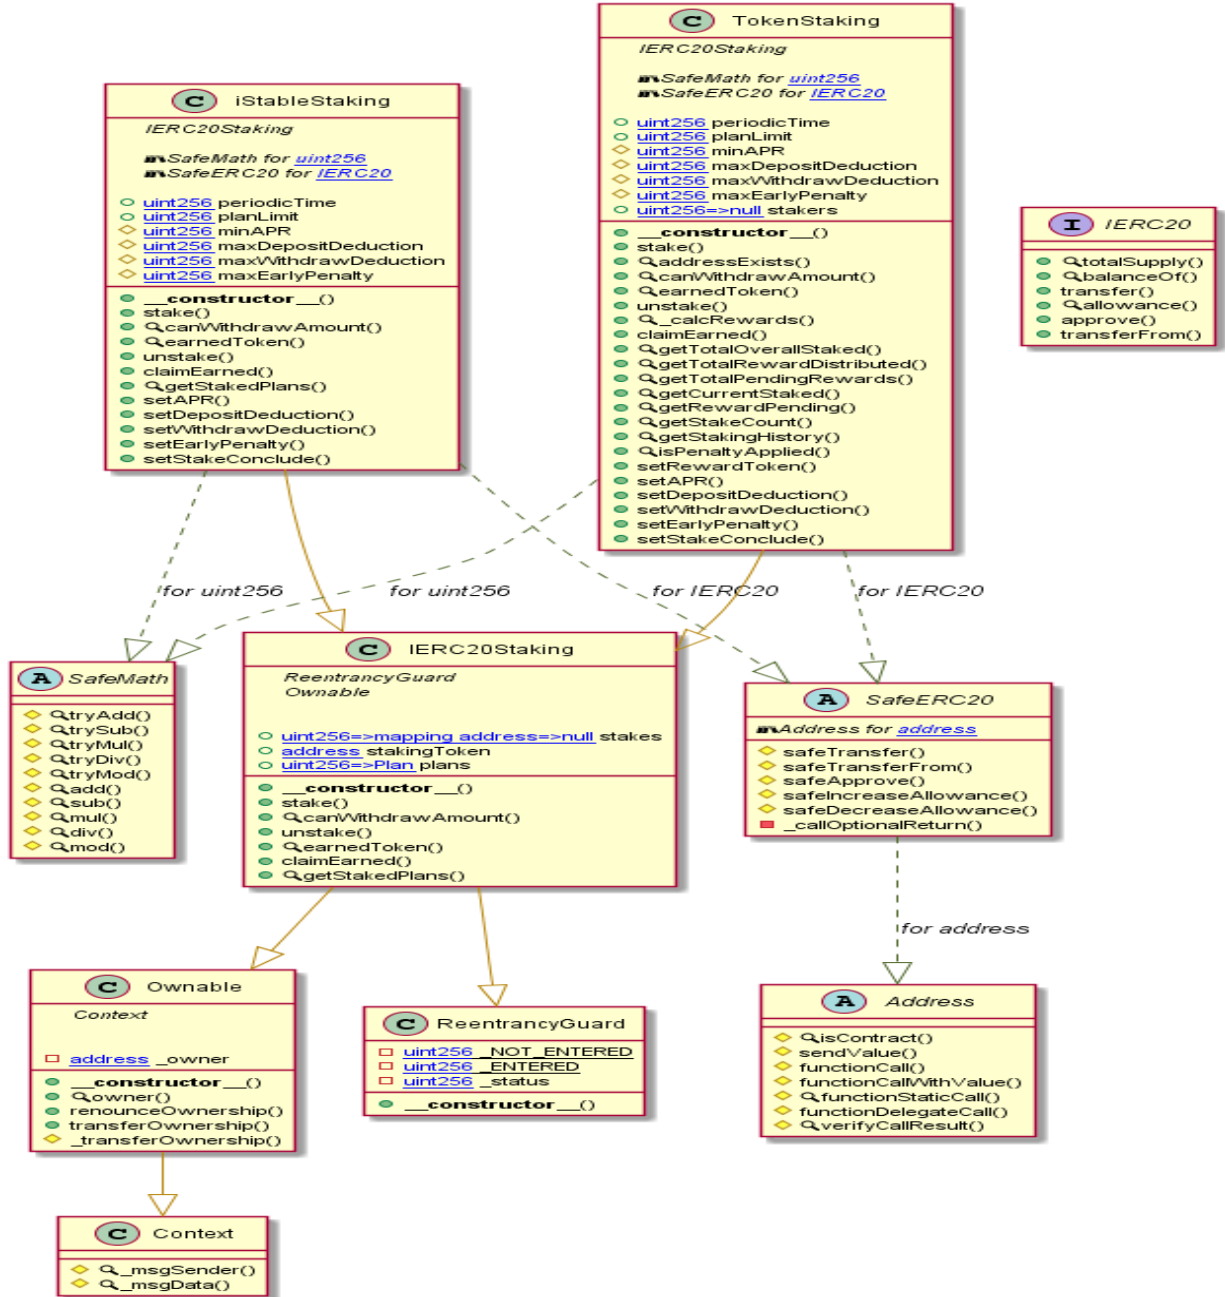 C TokenStaking
IERC20Staking
SafeMath for uint256
SafeERC20 for IERC20
uint256 periodicTime
uint256 planLimit
uint256 minAPR
uint256 maxDepositDeduction
uint256 maxWithdrawDeduction
uint256 maxEarlyPenalty
uint256=>null stakers
__constructor__()
stake()
addressExists()
canWithdrawAmount()
earnedToken()
unstake()
_calcRewards()
claimEarned()
getTotalOverallStaked()
getTotalRewardDistributed()
getTotalPendingRewards()
getCurrentStaked()
getRewardPending()
getStakeCount()
getStakingHistory()
isPenaltyApplied()
setRewardToken()
setAPR()
setDepositDeduction()
setWithdrawDeduction()
setEarlyPenalty()
setStakeConclude()
C iStableStaking
IERC20Staking
SafeMath for uint256
SafeERC20 for IERC20
uint256 periodicTime
uint256 planLimit
uint256 minAPR
uint256 maxDepositDeduction
uint256 maxWithdrawDeduction
uint256 maxEarlyPenalty
__constructor__()
stake()
canWithdrawAmount()
earnedToken()
unstake()
claimEarned()
getStakedPlans()
setAPR()
setDepositDeduction()
setWithdrawDeduction()
setEarlyPenalty()
setStakeConclude()
I IERC20
totalSupply()
balanceOf()
transfer()
allowance()
approve()
transferFrom()
for uint256
for uint256
for IERC20
for IERC20
A SafeMath
tryAdd()
trySub()
tryMul()
tryDiv()
tryMod()
add()
sub()
mul()
div()
mod()
C IERC20Staking
ReentrancyGuard
Ownable
uint256=>mapping address=>null stakes
address stakingToken
uint256=>Plan plans
__constructor__()
stake()
canWithdrawAmount()
unstake()
earnedToken()
claimEarned()
getStakedPlans()
A SafeERC20
Address for address
safeTransfer()
safeTransferFrom()
safeApprove()
safeIncreaseAllowance()
safeDecreaseAllowance()
_callOptionalReturn()
for address
C Ownable
Context
address _owner
__constructor__()
owner()
renounceOwnership()
transferOwnership()
_transferOwnership()
C ReentrancyGuard
uint256 _NOT_ENTERED
uint256 _ENTERED
uint256 _status
__constructor__()
A Address
isContract()
sendValue()
functionCall()
functionCallWithValue()
functionStaticCall()
functionDelegateCall()
verifyCallResult()
C Context
_msgSender()
_msgData()